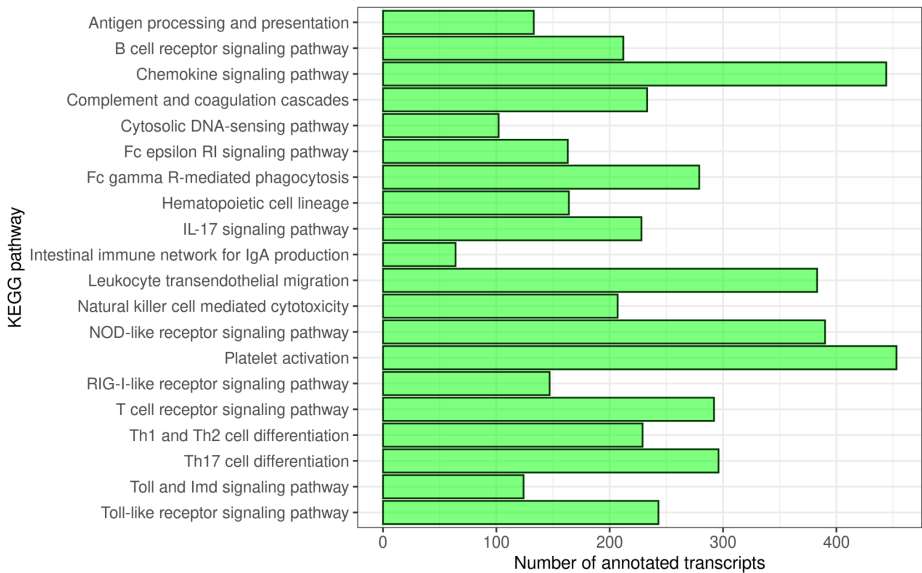 Antigen processing and presentation
B cell receptor signaling pathway
Chemokine signaling pathway
Complement and coagulation cascades
Cytosolic DNA-sensing pathway
Fc epsilon RI signaling pathway
Fc gamma R-mediated phagocytosis
Hematopoietic cell lineage
IL-17 signaling pathway
Intestinal immune network for IgA production
Leukocyte transendothelial migration
Natural killer cell mediated cytotoxicity
NOD-like receptor signaling pathway
Platelet activation
RIG-I-like receptor signaling pathway
T cell receptor signaling pathway
Th1 and Th2 cell differentiation
Th17 cell differentiation
Toll and Imd signaling pathway
Toll-like receptor signaling pathway
KEGG pathway
0 100 200 300 400
Number of annotated transcripts